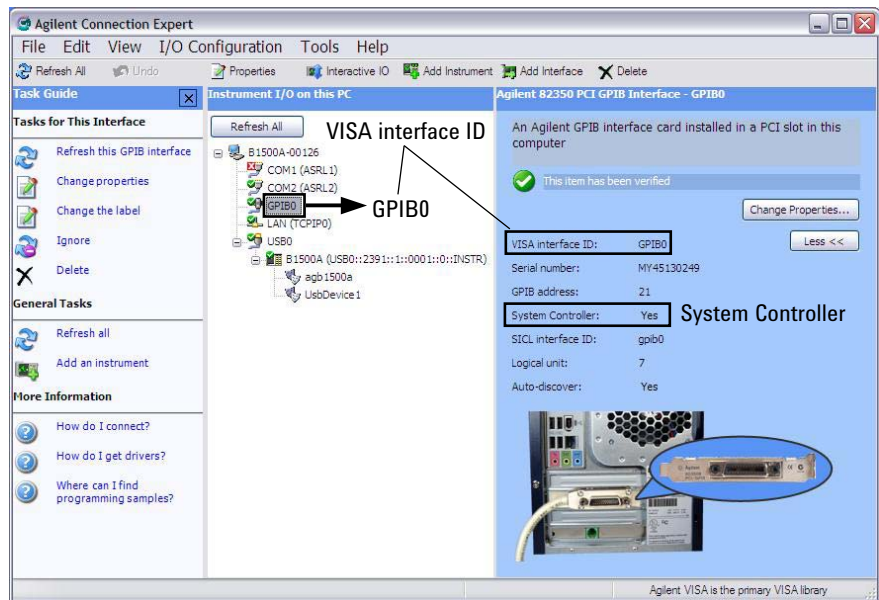 Agilent Connection Expert
File Edit View I/O Configuration Tools Help
Refresh All Undo Properties Interactive IO Add Instrument Add Interface Delete
Task Guide
Tasks for This Interface
Refresh this GPIB interface
Change properties
Change the label
Ignore
Delete
General Tasks
Refresh all
Add an instrument
More Information
How do I connect?
How do I get drivers?
Where can I find
programming samples?
Instrument I/O on this PC
Refresh All
VISA interface ID
B1500A-00126
COM1 (ASRL1)
COM2 (ASRL2)
GPIB0
GPIB0
LAN (TCPIP0)
USB0
B1500A (USB0::2391::1::0001::0::INSTR)
agb1500a
UsbDevice1
Agilent 82350 PCI GPIB Interface - GPIB0
An Agilent GPIB interface card installed in a PCI slot in this
computer
This item has been verified
Change Properties...
Less <<
VISA interface ID: GPIB0
Serial number: MY45130249
GPIB address: 21
System Controller: Yes
System Controller
SICL interface ID: gpib0
Logical unit: 7
Auto-discover: Yes
Agilent VISA is the primary VISA library